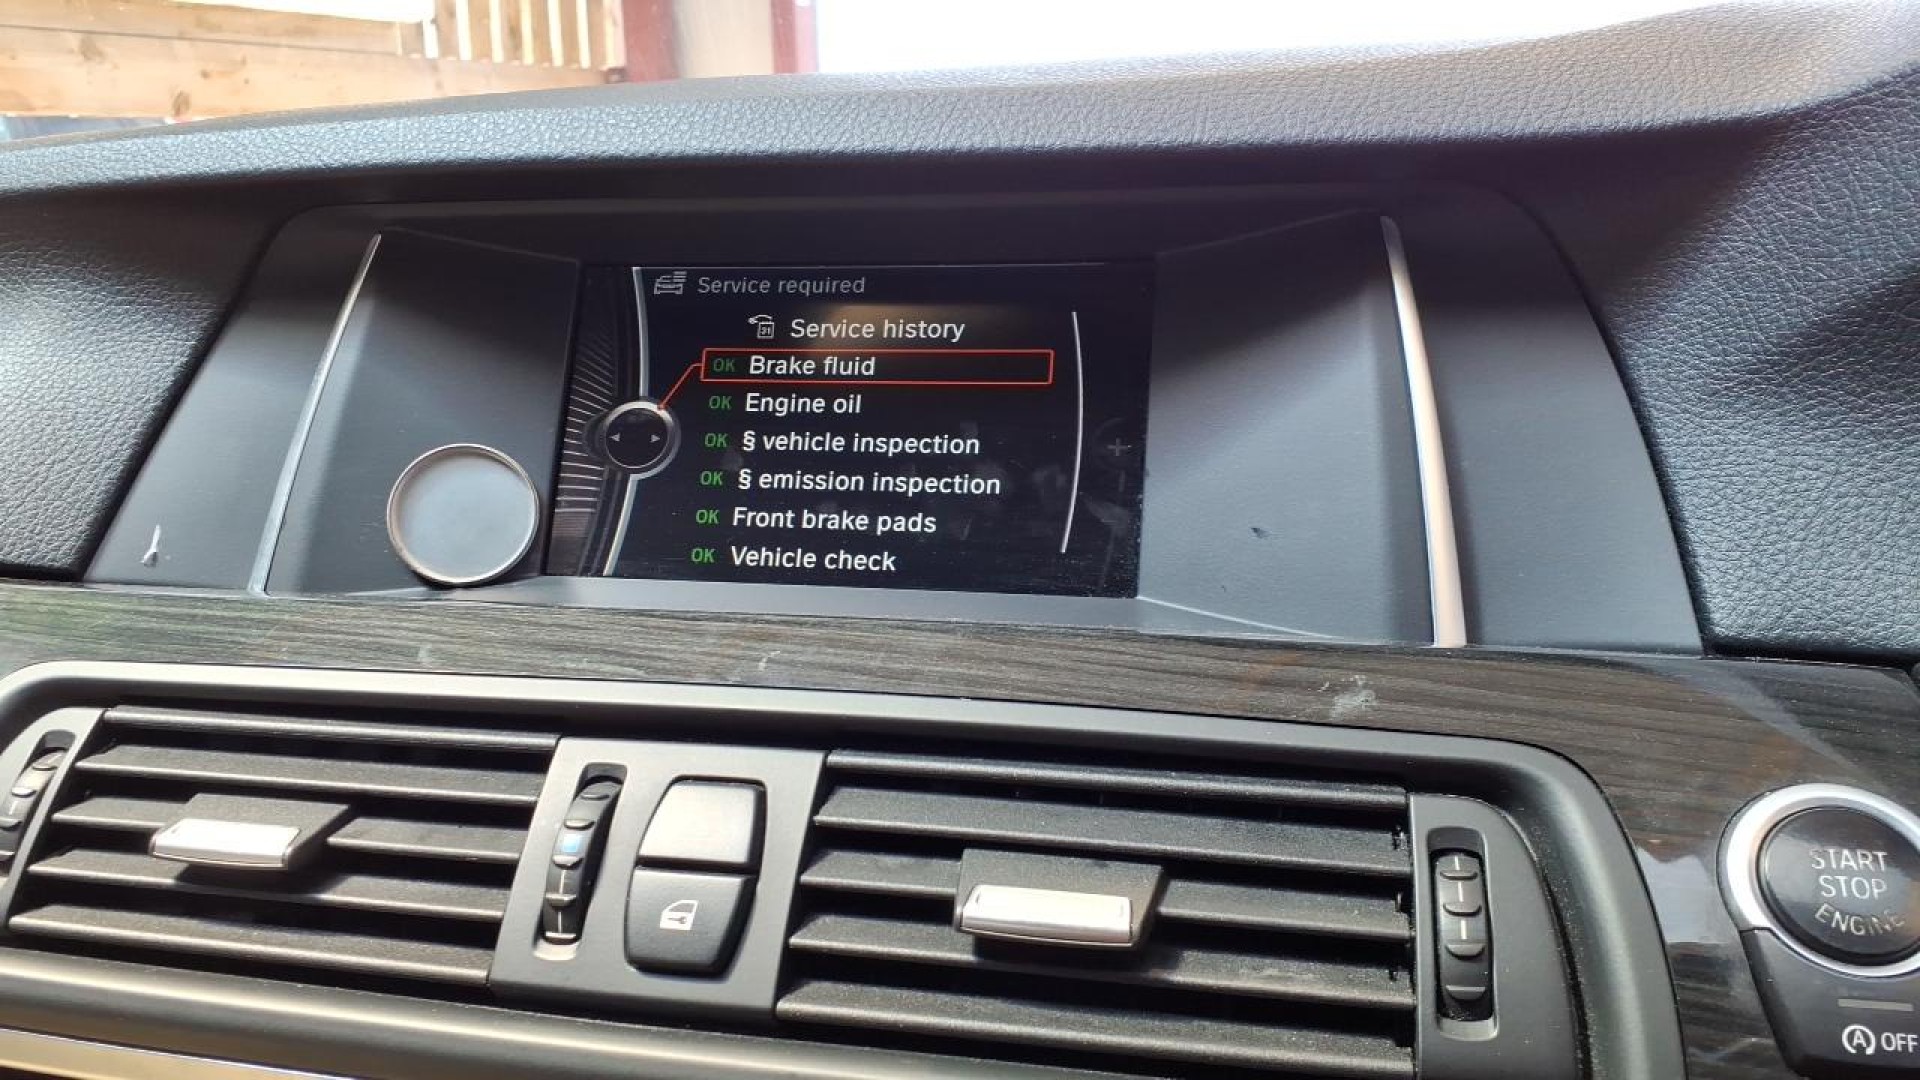 Service required
31 Service history
OK Brake fluid
OK Engine oil
OK § vehicle inspection
OK § emission inspection
OK Front brake pads
OK Vehicle check
START
STOP
ENGINE
A OFF